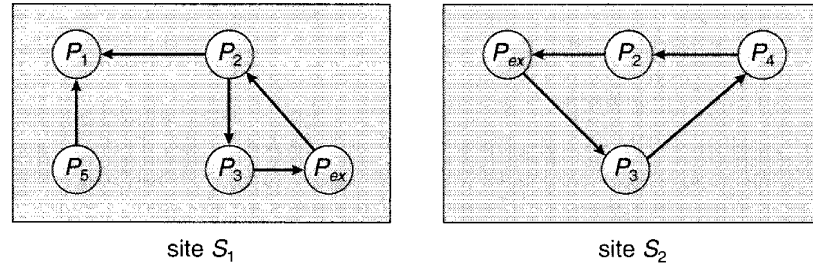 P₁ P₂
P₅ P₃ Pₑₓ
site S₁
Pₑₓ P₂ P₄
P₃
site S₂